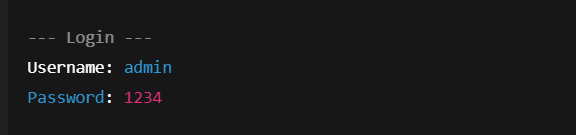 --- Login ---
Username: admin
Password: 1234